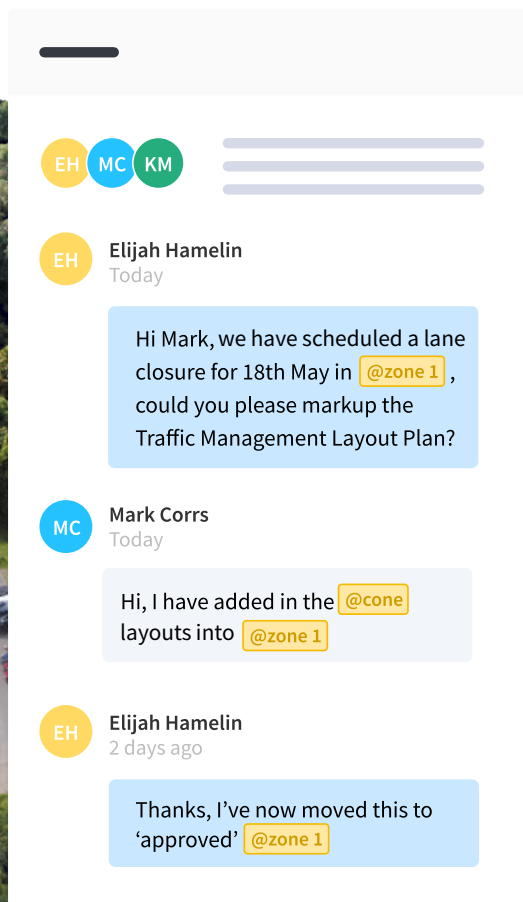 EH MC KM
EH
Elijah Hamelin
Today
Hi Mark, we have scheduled a lane
closure for 18th May in @zone 1 ,
could you please markup the
Traffic Management Layout Plan?
MC
Mark Corrs
Today
Hi, I have added in the @cone
layouts into @zone 1
EH
Elijah Hamelin
2 days ago
Thanks, I’ve now moved this to
‘approved’ @zone 1